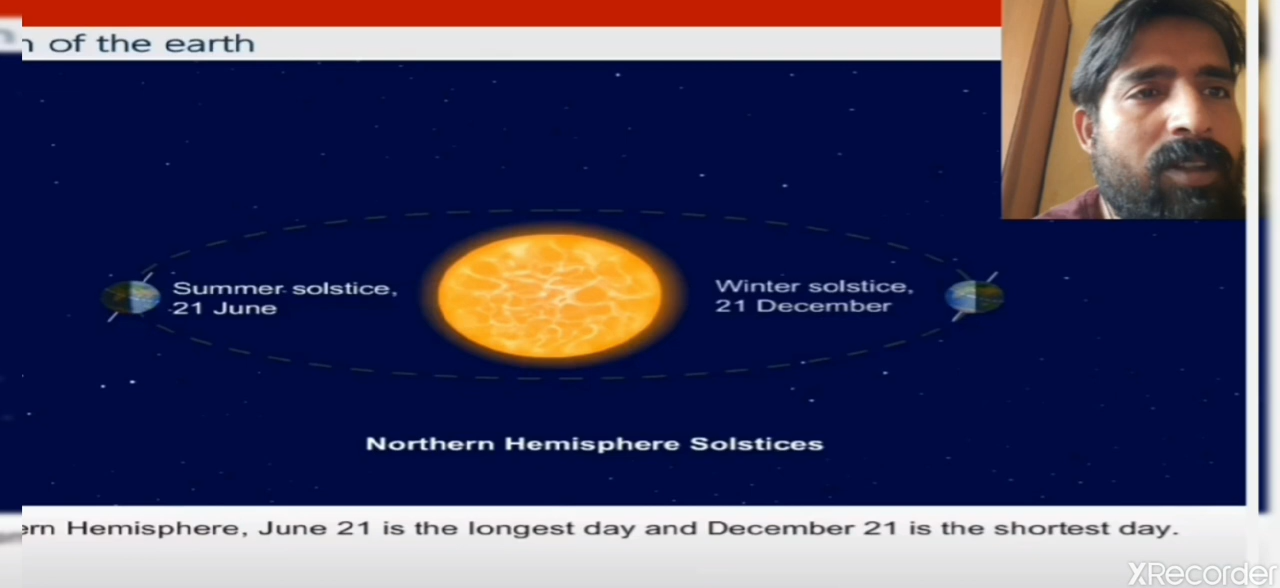 of the earth
Summer solstice,
21 June
Winter solstice,
21 December
Northern Hemisphere Solstices
Hemisphere, June 21 is the longest day and December 21 is the shortest day.
XRecorder